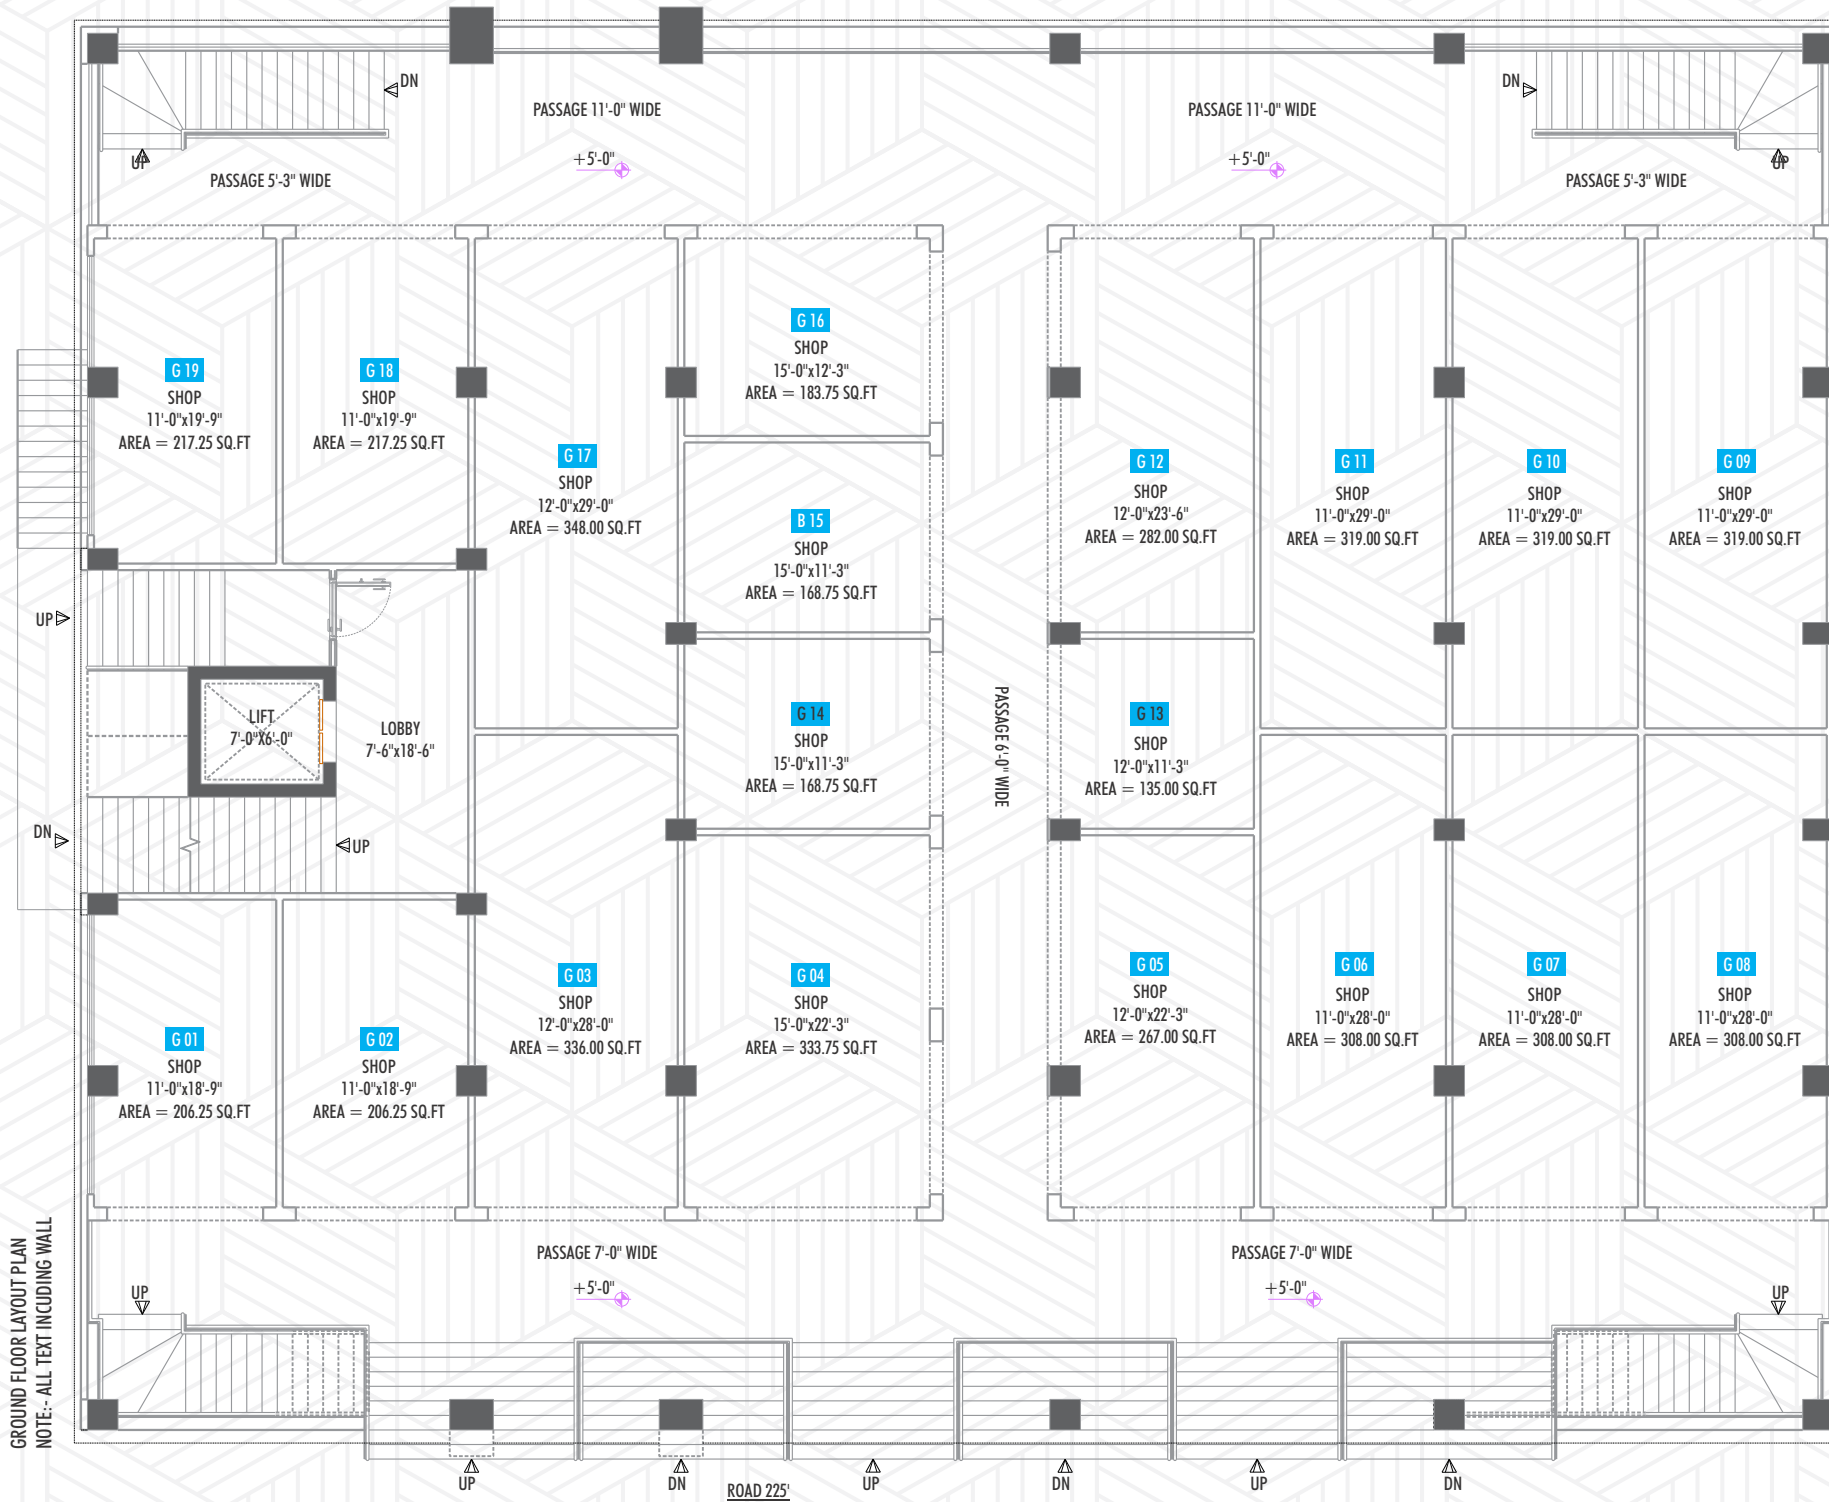 DN
PASSAGE 11'-0" WIDE
PASSAGE 11'-0" WIDE
DN
UP
+5'-0"
+5'-0"
UP
PASSAGE 5'-3" WIDE
PASSAGE 5'-3" WIDE
G 19
SHOP
11'-0"x19'-9"
AREA = 217.25 SQ.FT
G 18
SHOP
11'-0"x19'-9"
AREA = 217.25 SQ.FT
G 17
SHOP
12'-0"x29'-0"
AREA = 348.00 SQ.FT
G 16
SHOP
15'-0"x12'-3"
AREA = 183.75 SQ.FT
B 15
SHOP
15'-0"x11'-3"
AREA = 168.75 SQ.FT
G 14
SHOP
15'-0"x11'-3"
AREA = 168.75 SQ.FT
G 12
SHOP
12'-0"x23'-6"
AREA = 282.00 SQ.FT
G 11
SHOP
11'-0"x29'-0"
AREA = 319.00 SQ.FT
G 10
SHOP
11'-0"x29'-0"
AREA = 319.00 SQ.FT
G 09
SHOP
11'-0"x29'-0"
AREA = 319.00 SQ.FT
UP
LIFT
7'-0"X6'-0"
LOBBY
7'-6"x18'-6"
PASSAGE 6'-0" WIDE
G 13
SHOP
12'-0"x11'-3"
AREA = 135.00 SQ.FT
DN
UP
G 01
SHOP
11'-0"x18'-9"
AREA = 206.25 SQ.FT
G 02
SHOP
11'-0"x18'-9"
AREA = 206.25 SQ.FT
G 03
SHOP
12'-0"x28'-0"
AREA = 336.00 SQ.FT
G 04
SHOP
15'-0"x22'-3"
AREA = 333.75 SQ.FT
G 05
SHOP
12'-0"x22'-3"
AREA = 267.00 SQ.FT
G 06
SHOP
11'-0"x28'-0"
AREA = 308.00 SQ.FT
G 07
SHOP
11'-0"x28'-0"
AREA = 308.00 SQ.FT
G 08
SHOP
11'-0"x28'-0"
AREA = 308.00 SQ.FT
PASSAGE 7'-0" WIDE
PASSAGE 7'-0" WIDE
UP
+5'-0"
+5'-0"
UP
GROUND FLOOR LAYOUT PLAN
NOTE:- ALL TEXT INCUDING WALL
UP
DN
UP
DN
UP
DN
ROAD 225'